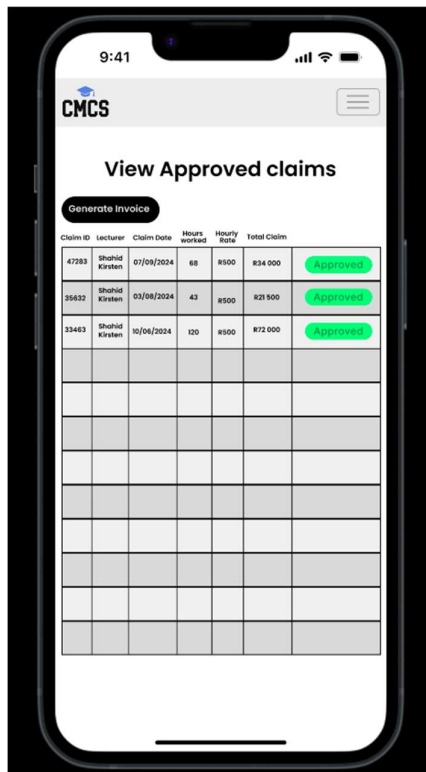 9:41
CMCS
View Approved claims
Generate Invoice
Claim ID Lecturer Claim Date Hours worked Hourly Rate Total Claim
47283 Shahid Kirsten 07/09/2024 68 R500 R34 000 Approved
35632 Shahid Kirsten 03/08/2024 43 R500 R21 500 Approved
33463 Shahid Kirsten 10/06/2024 120 R500 R72 000 Approved